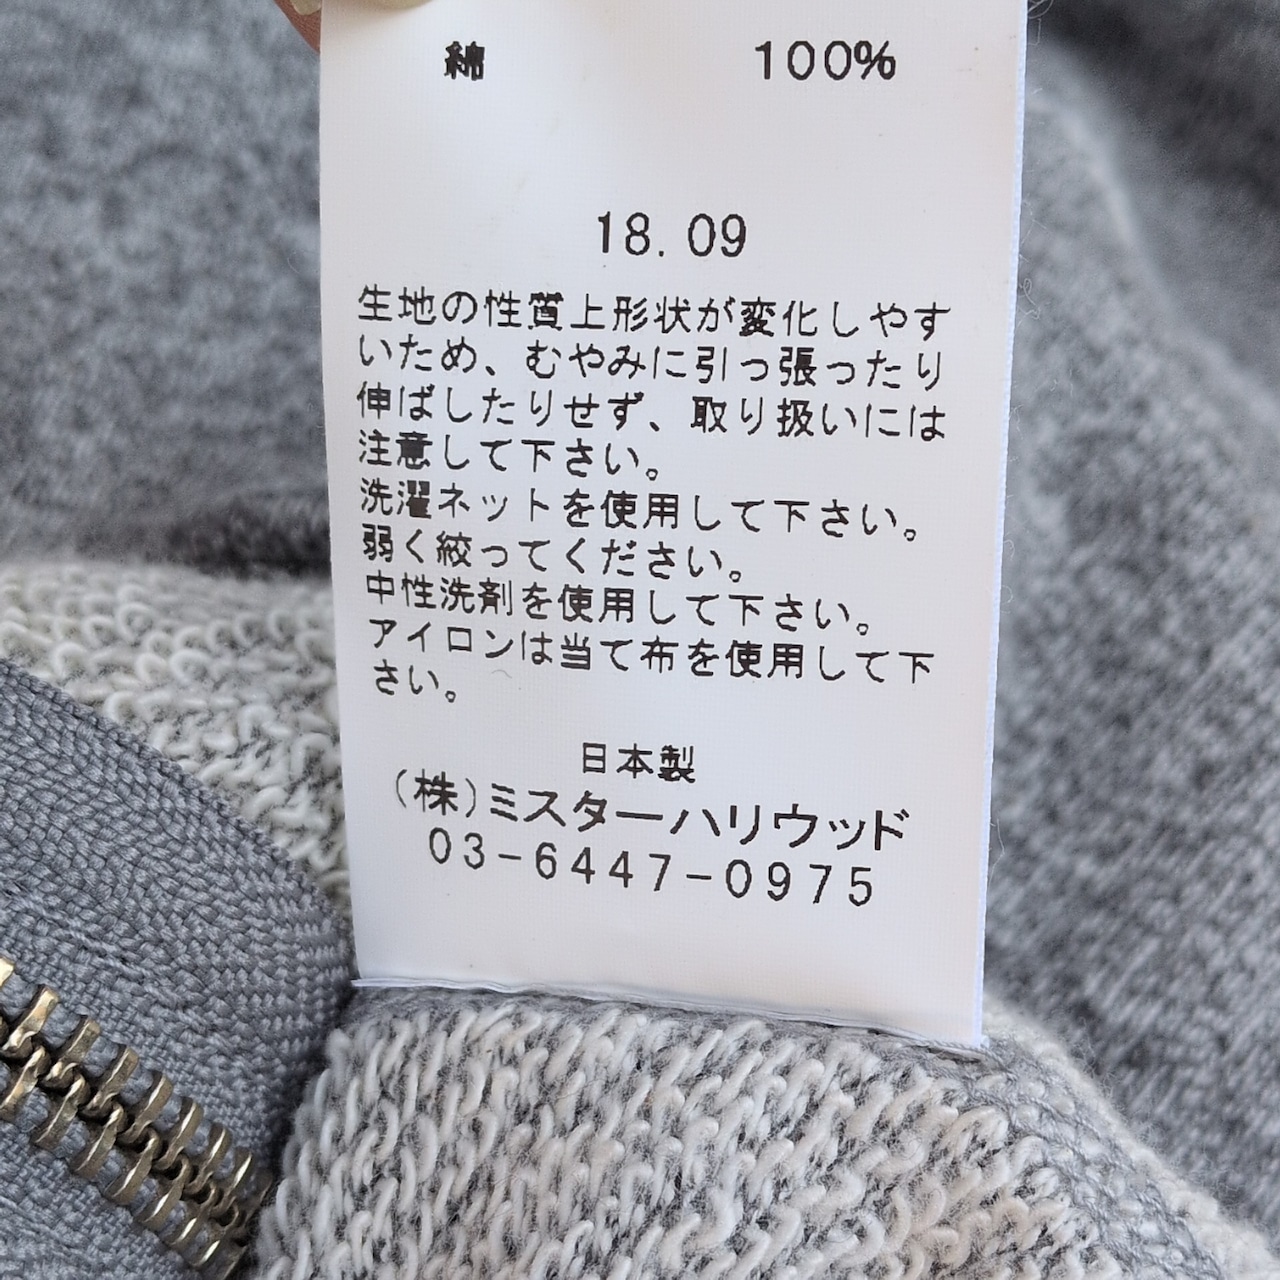 綿 100%
18.09
生地の性質上形状が変化しやす
いため、むやみに引っ張ったり
伸ばしたりせず、取り扱いには
注意して下さい。
洗濯ネットを使用して下さい。
弱く絞ってください。
中性洗剤を使用して下さい。
アイロンは当て布を使用して下
さい。
日本製
(株)ミスターハリウッド
03-6447-0975